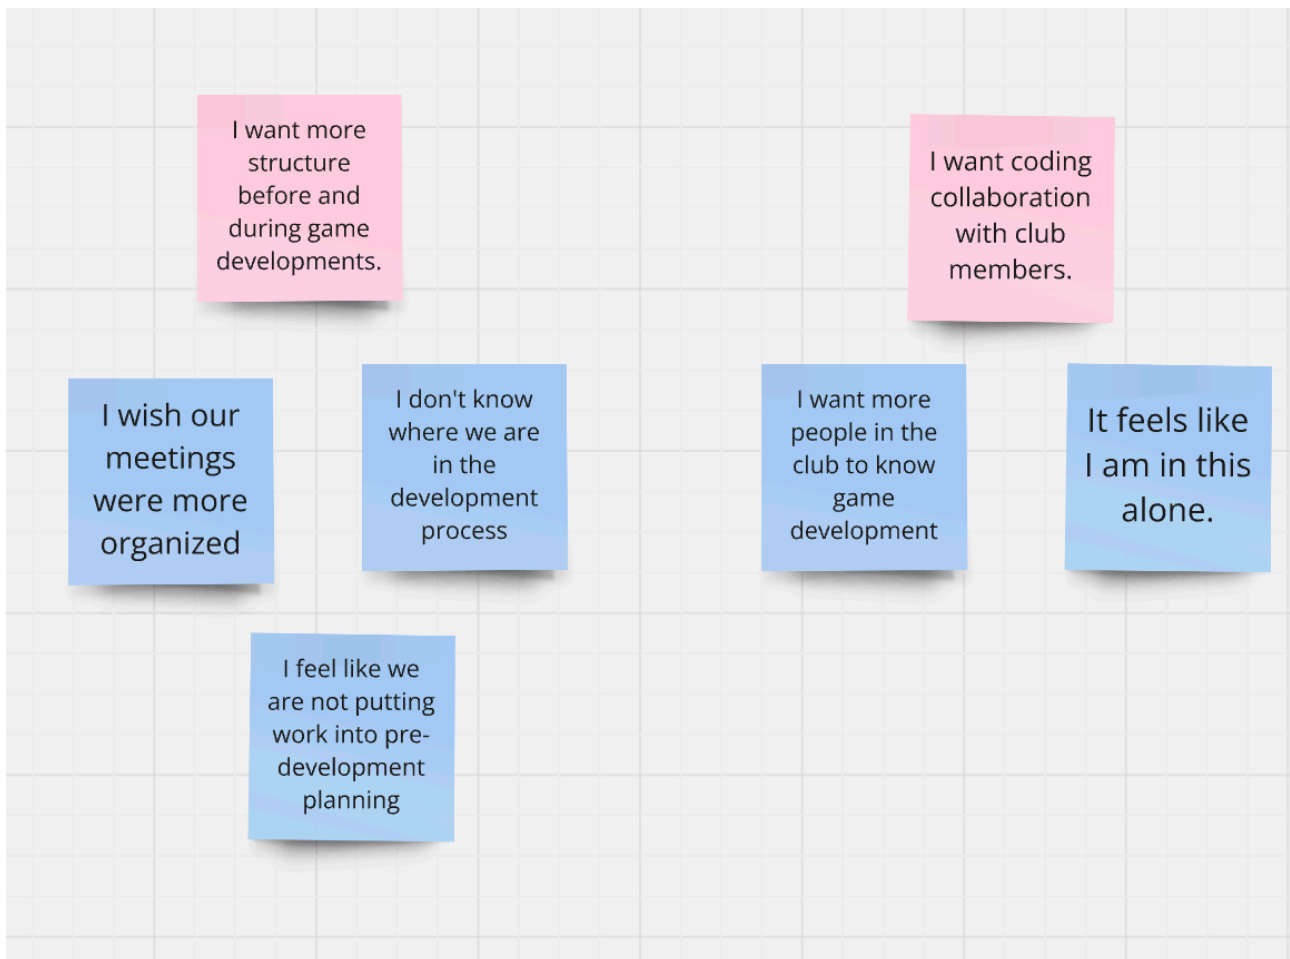 I want more
structure
before and
during game
developments.
I wish our
meetings
were more
organized
I don't know
where we are
in the
development
process
I feel like we
are not putting
work into pre-
development
planning
I want coding
collaboration
with club
members.
I want more
people in the
club to know
game
development
It feels like
I am in this
alone.